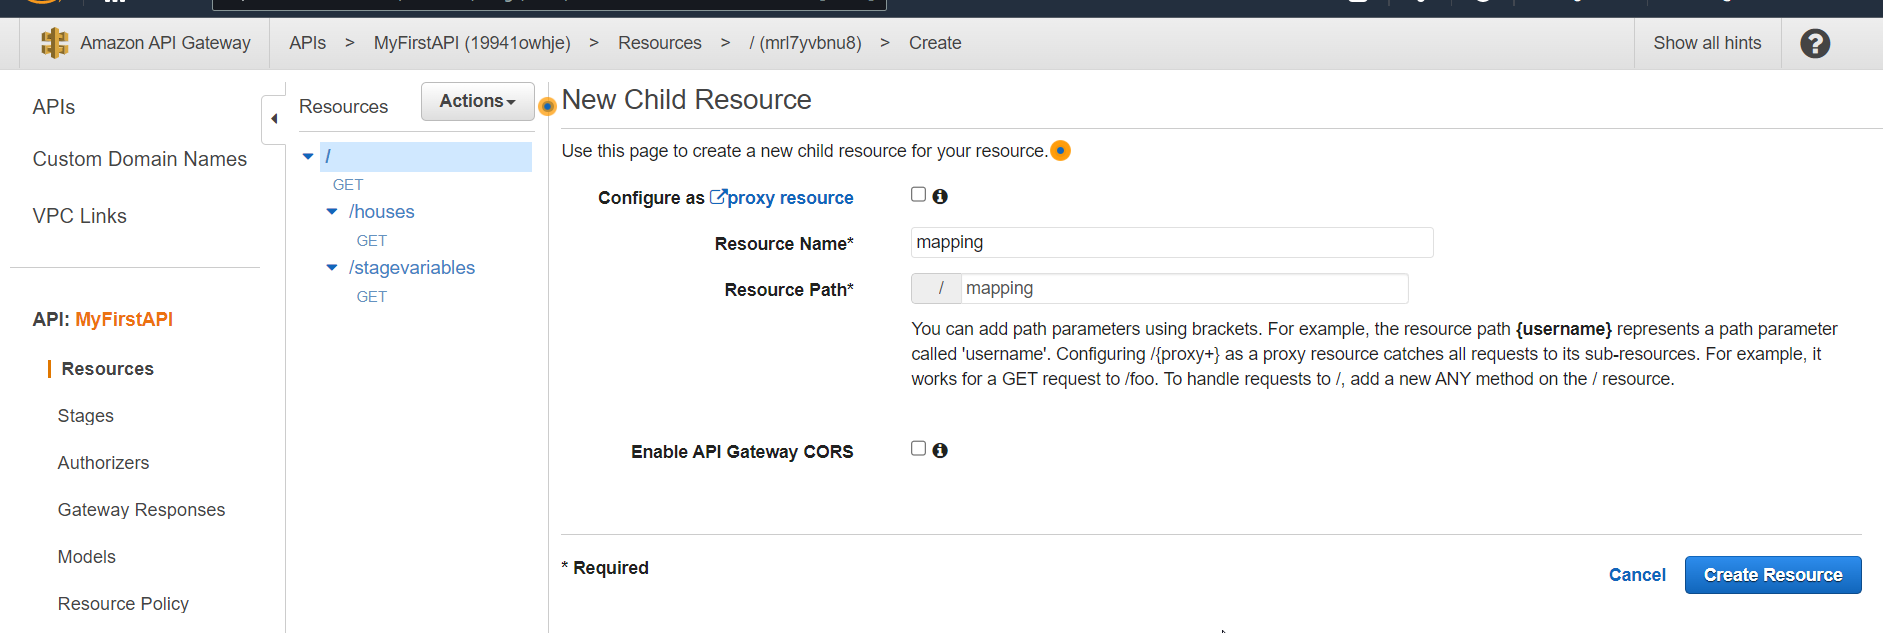 Amazon API Gateway
APIs > MyFirstAPI (19941owhje) > Resources > / (mrl7yvbnu8) > Create
Show all hints
APIs
Custom Domain Names
VPC Links
API: MyFirstAPI
Resources
Stages
Authorizers
Gateway Responses
Models
Resource Policy
Resources
Actions
/
GET
/houses
GET
/stagevariables
GET
New Child Resource
Use this page to create a new child resource for your resource.
Configure as proxy resource
Resource Name* mapping
Resource Path* / mapping
You can add path parameters using brackets. For example, the resource path {username} represents a path parameter
called 'username'. Configuring /{proxy+} as a proxy resource catches all requests to its sub-resources. For example, it
works for a GET request to /foo. To handle requests to /, add a new ANY method on the / resource.
Enable API Gateway CORS
* Required
Cancel
Create Resource